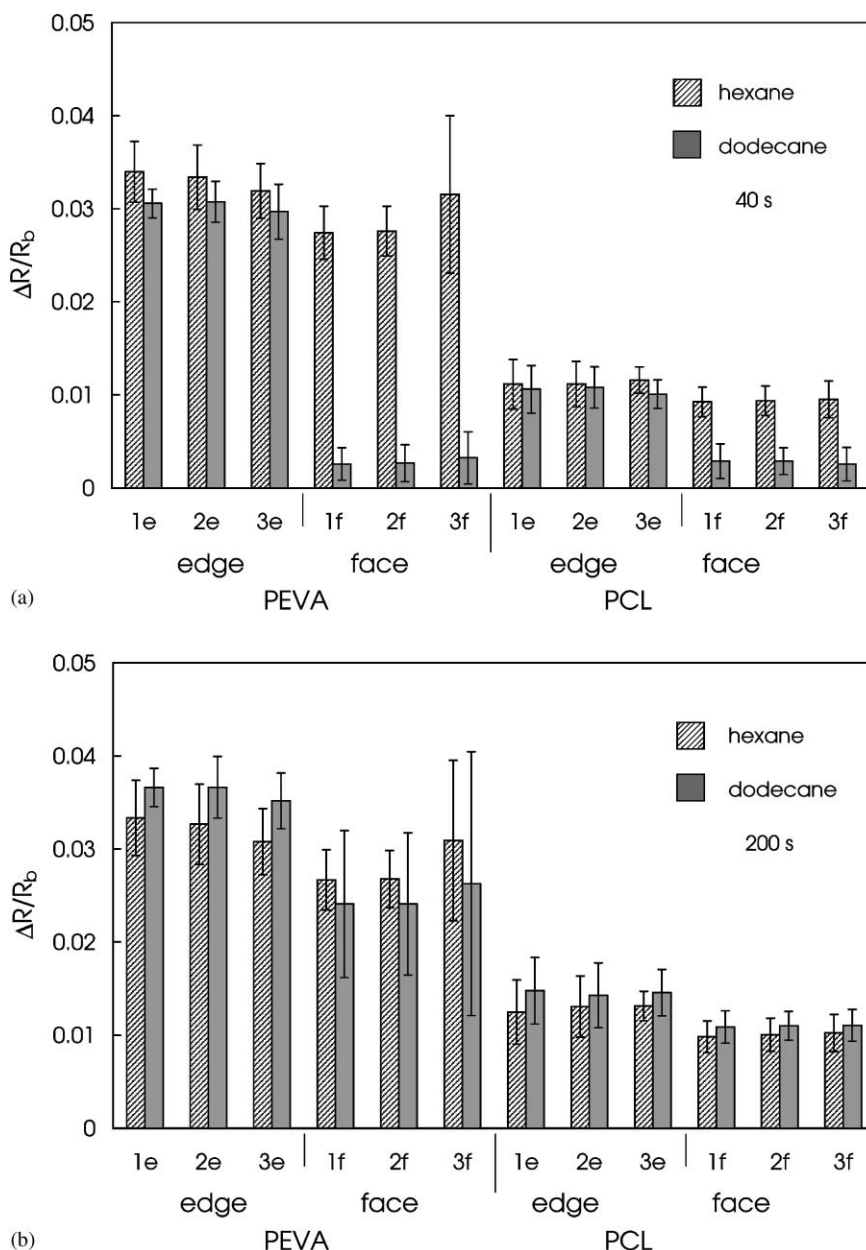 0.05
0.04
0.03
0.02
0.01
0
ΔR/Rb
hexane
dodecane
40 s
1e 2e 3e 1f 2f 3f 1e 2e 3e 1f 2f 3f
edge face edge face
(a) PEVA PCL
0.05
0.04
0.03
0.02
0.01
0
ΔR/Rb
hexane
dodecane
200 s
1e 2e 3e 1f 2f 3f 1e 2e 3e 1f 2f 3f
edge face edge face
(b) PEVA PCL